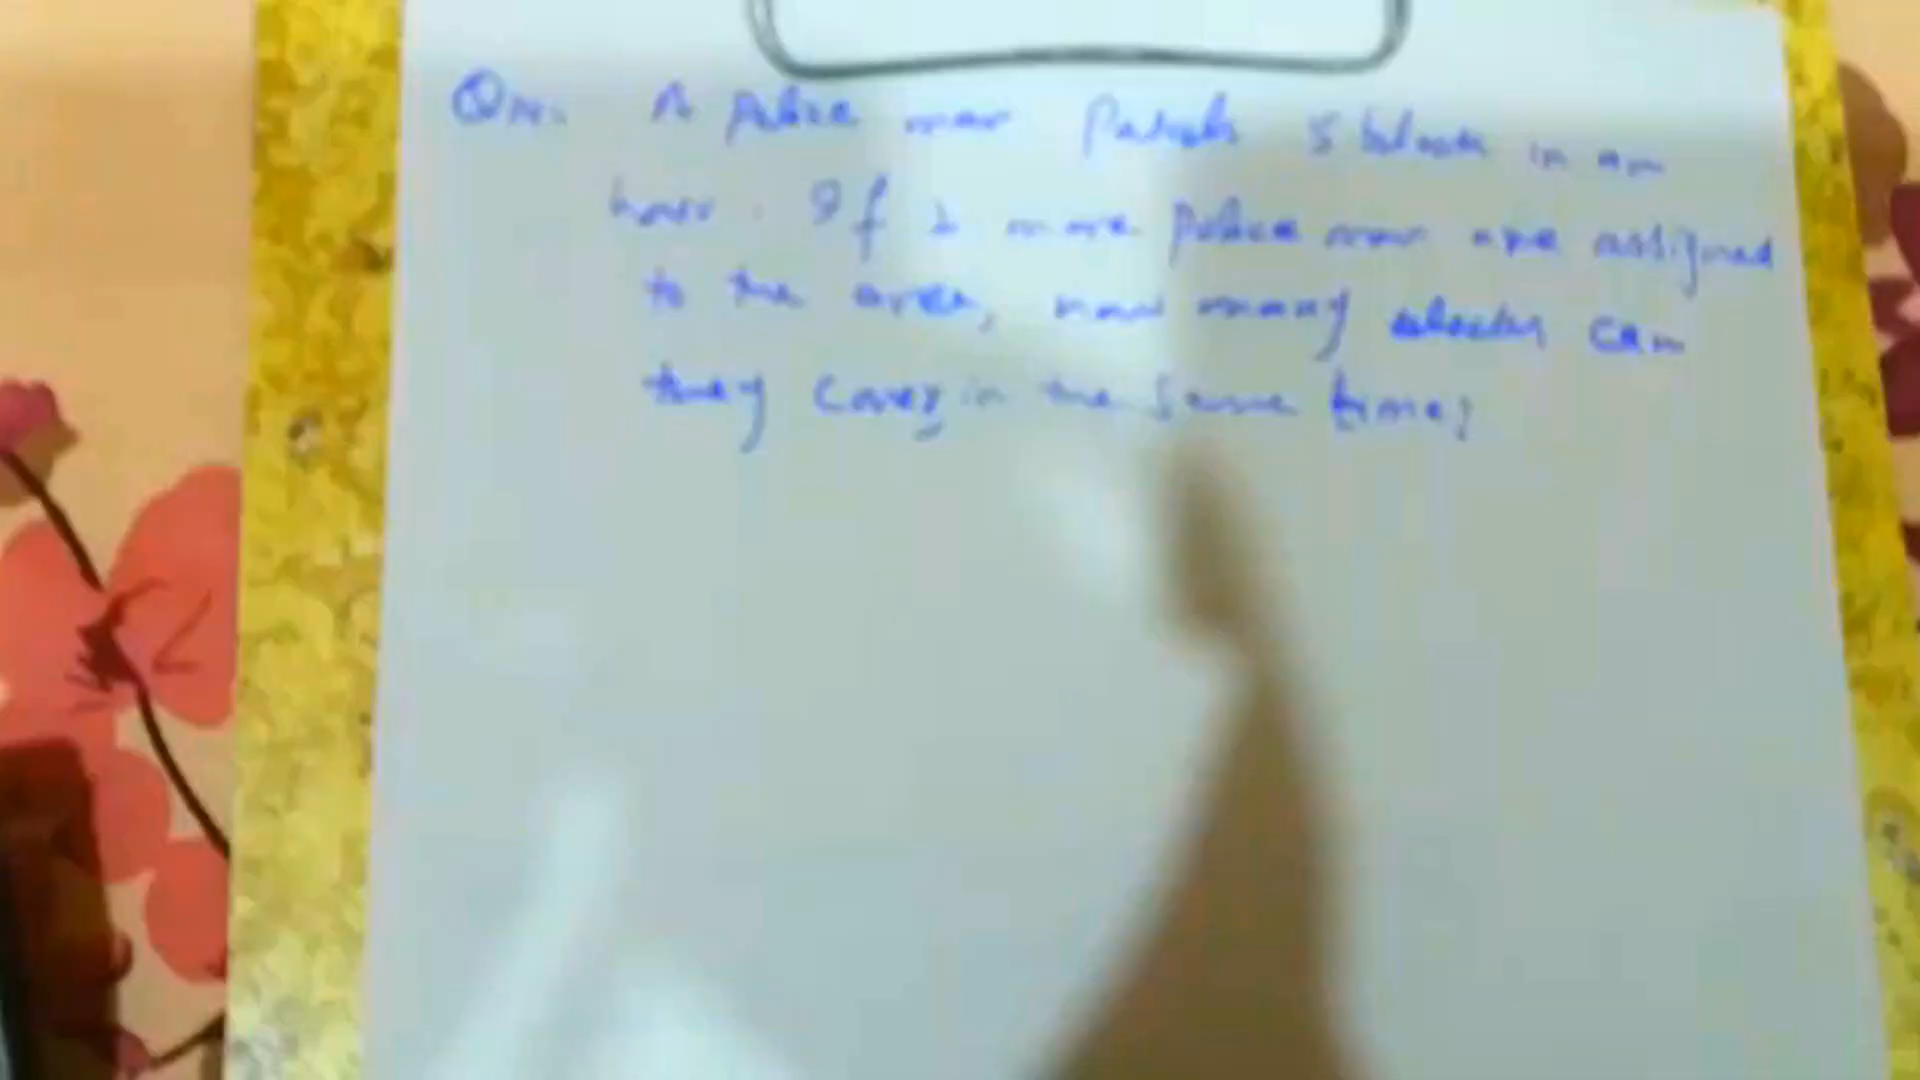 Qn. A Police man Patrols 5 blocks in an
hour. If 2 more Police man are assigned
to the area, how many blocks can
they cover in the same time?